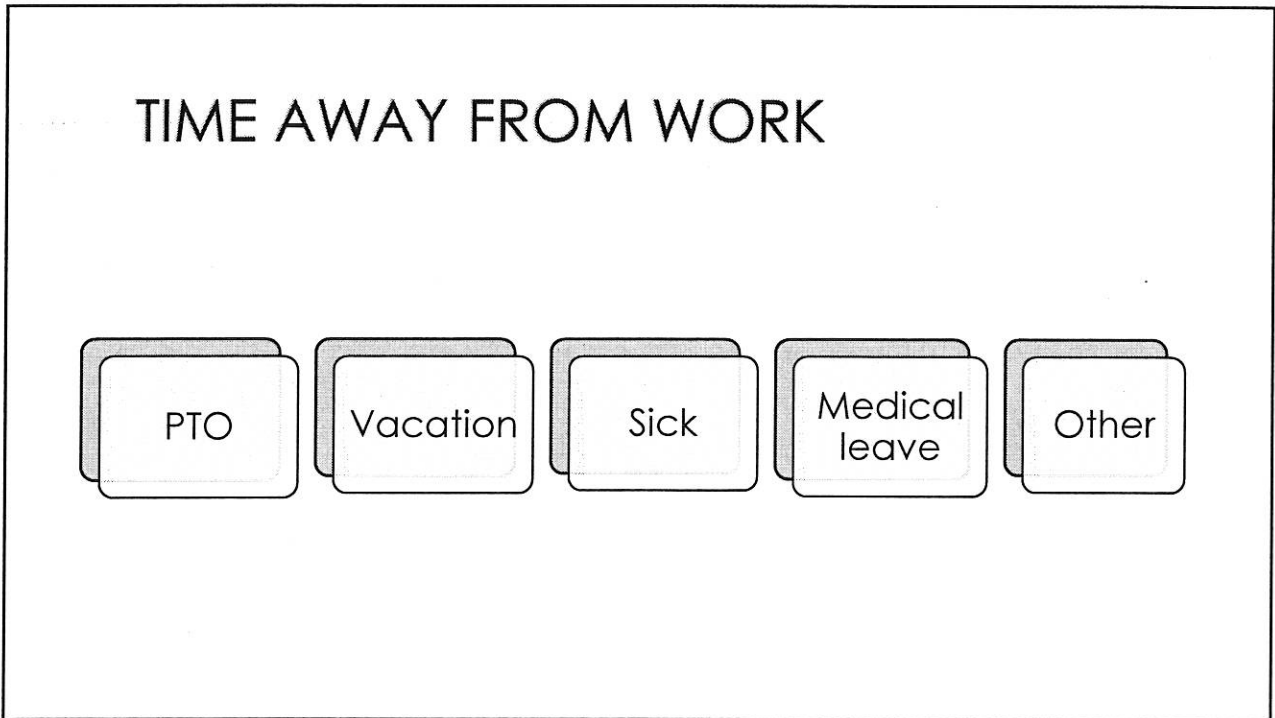 TIME AWAY FROM WORK
PTO
Vacation
Sick
Medical
leave
Other